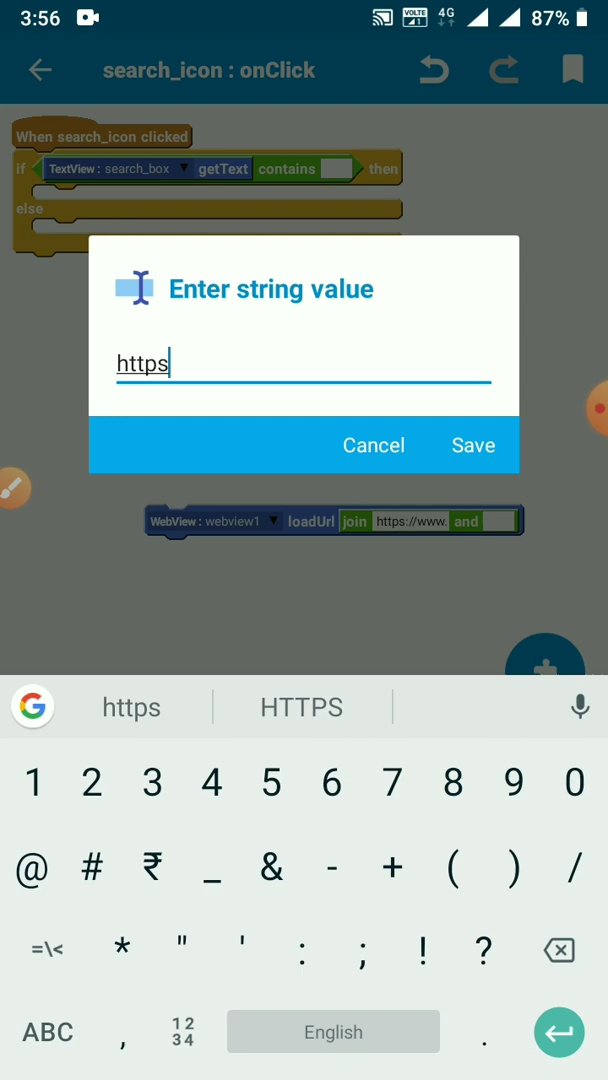 3:56 VOLTE 4G 87%
search_icon : onClick
When search_icon clicked
if TextView : search_box getText contains then
else
Enter string value
https
Cancel Save
WebView : webview1 loadUrl join https://www. and
https HTTPS
1 2 3 4 5 6 7 8 9 0
@ # ₹ _ & - + ( ) /
=\< * " ' : ; ! ?
ABC , 12 34 English .